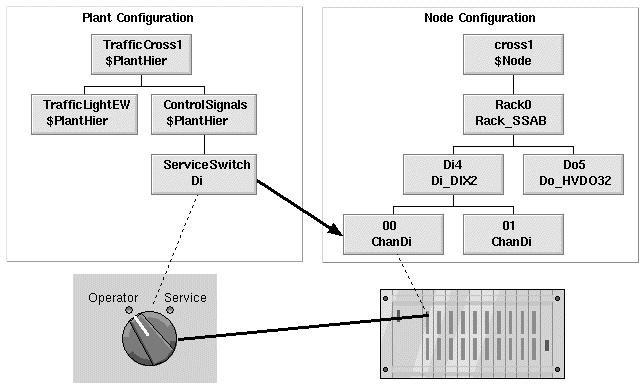 Plant Configuration
TrafficCross1
$PlantHier
TrafficLightEW
$PlantHier
ControlSignals
$PlantHier
ServiceSwitch
Di
Node Configuration
cross1
$Node
Rack0
Rack_SSAB
Di4
Di_DIX2
Do5
Do_HVDO32
00
ChanDi
01
ChanDi
Operator
Service